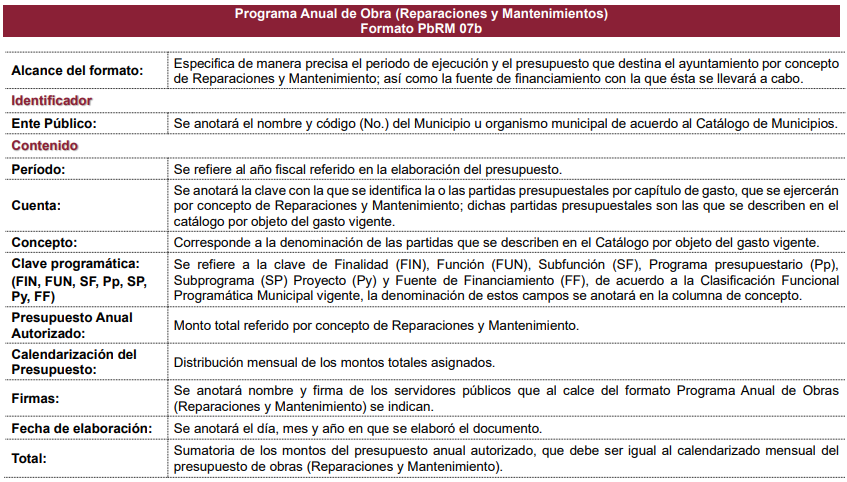 Programa Anual de Obra (Reparaciones y Mantenimientos)
Formato PbRM 07b
Alcance del formato:
Especifica de manera precisa el periodo de ejecución y el presupuesto que destina el ayuntamiento por concepto
de Reparaciones y Mantenimiento; así como la fuente de financiamiento con la que ésta se llevará a cabo.
Identificador
Ente Público:
Se anotará el nombre y código (No.) del Municipio u organismo municipal de acuerdo al Catálogo de Municipios.
Contenido
Período:
Se refiere al año fiscal referido en la elaboración del presupuesto.
Cuenta:
Se anotará la clave con la que se identifica la o las partidas presupuestales por capítulo de gasto, que se ejercerán
por concepto de Reparaciones y Mantenimiento; dichas partidas presupuestales son las que se describen en el
catálogo por objeto del gasto vigente.
Concepto:
Corresponde a la denominación de las partidas que se describen en el Catálogo por objeto del gasto vigente.
Clave programática:
(FIN, FUN, SF, Pp, SP,
Py, FF)
Se refiere a la clave de Finalidad (FIN), Función (FUN), Subfunción (SF), Programa presupuestario (Pp),
Subprograma (SP) Proyecto (Py) y Fuente de Financiamiento (FF), de acuerdo a la Clasificación Funcional
Programática Municipal vigente, la denominación de estos campos se anotará en la columna de concepto.
Presupuesto Anual
Autorizado:
Monto total referido por concepto de Reparaciones y Mantenimiento.
Calendarización del
Presupuesto:
Distribución mensual de los montos totales asignados.
Firmas:
Se anotará nombre y firma de los servidores públicos que al calce del formato Programa Anual de Obras
(Reparaciones y Mantenimiento) se indican.
Fecha de elaboración:
Se anotará el día, mes y año en que se elaboró el documento.
Total:
Sumatoria de los montos del presupuesto anual autorizado, que debe ser igual al calendarizado mensual del
presupuesto de obras (Reparaciones y Mantenimiento).